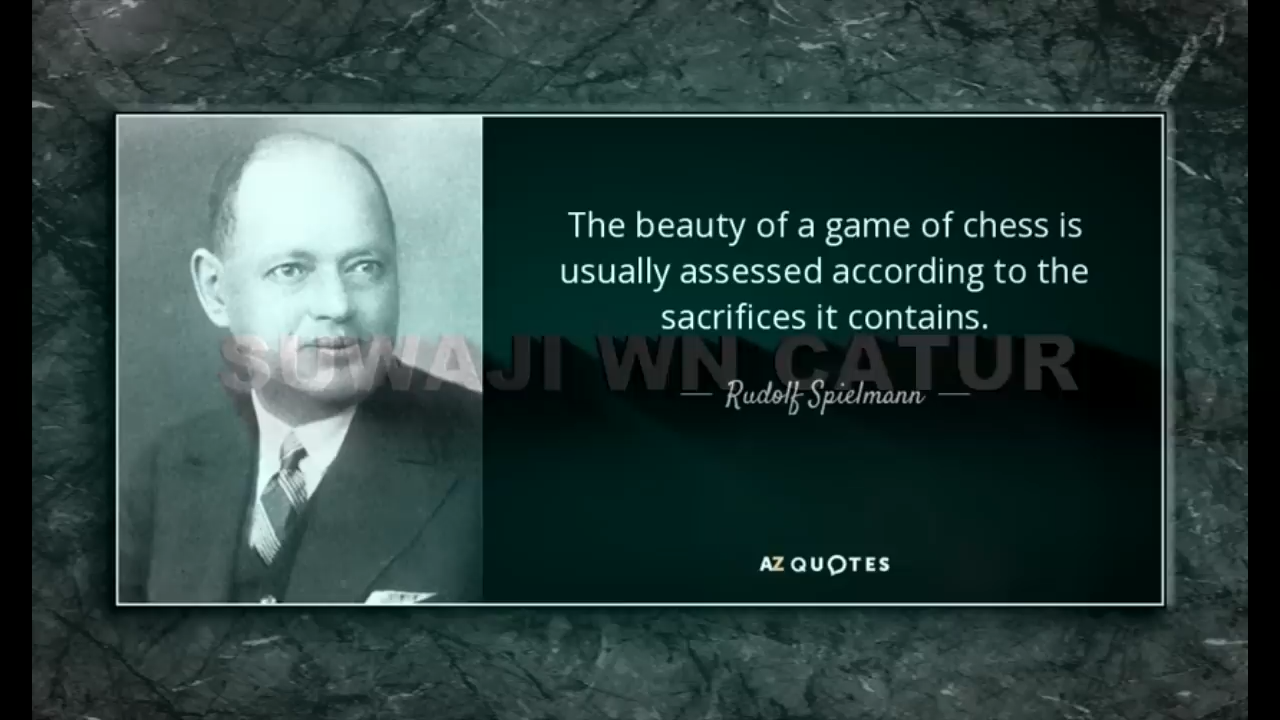 The beauty of a game of chess is
usually assessed according to the
sacrifices it contains.
SUWAJI WN CATUR
Rudolf Spielmann
AZ QUOTES